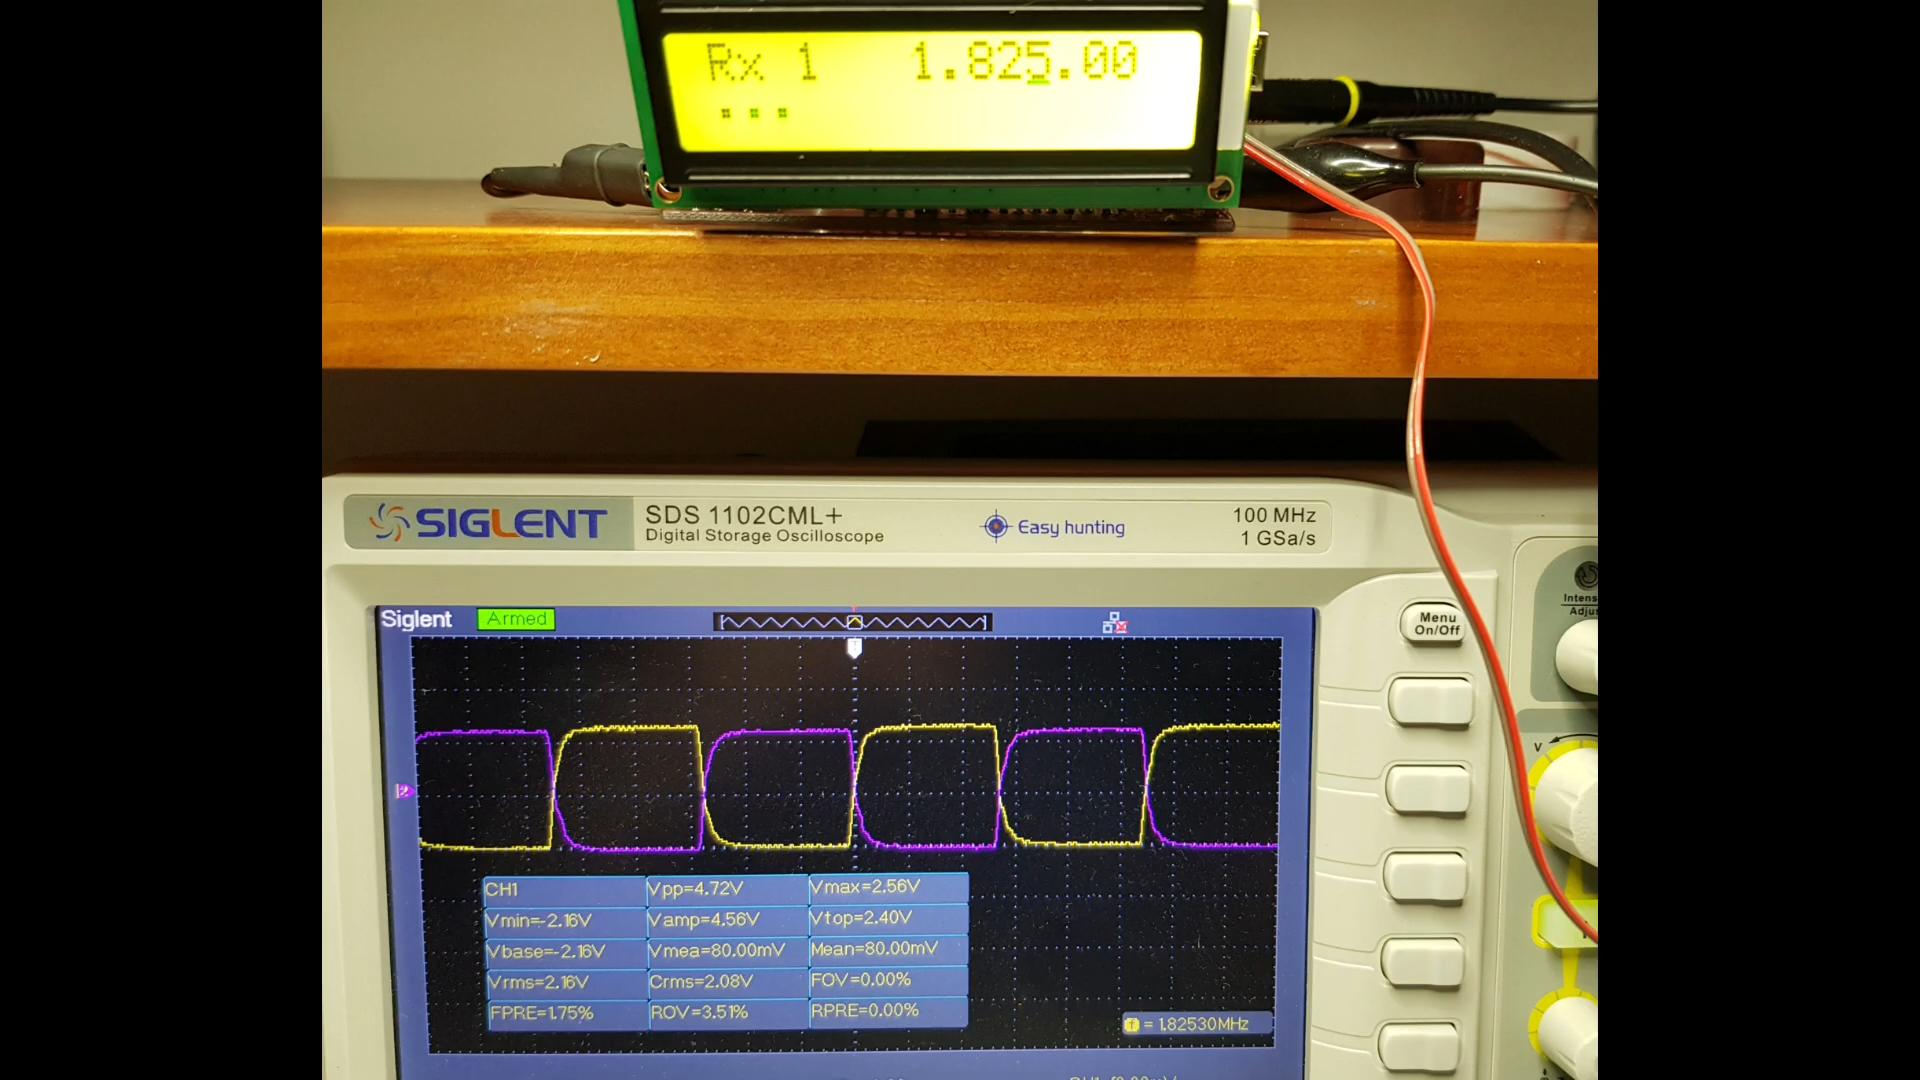 Rx 1 1.825.00
SIGLENT
SDS 1102CML+
Digital Storage Oscilloscope
Easy hunting
100 MHz
1 GSa/s
Menu
On/Off
Siglent Armed
V
2
CH1 Vpp=4.72V Vmax=2.56V
Vmin=-2.16V Vamp=4.56V Vtop=2.40V
Vbase=-2.16V Vmea=80.00mV Mean=80.00mV
Vrms=2.16V Crms=2.08V FOV=0.00%
FPRE=1.75% ROV=3.51% RPRE=0.00%
= 1.82530MHz